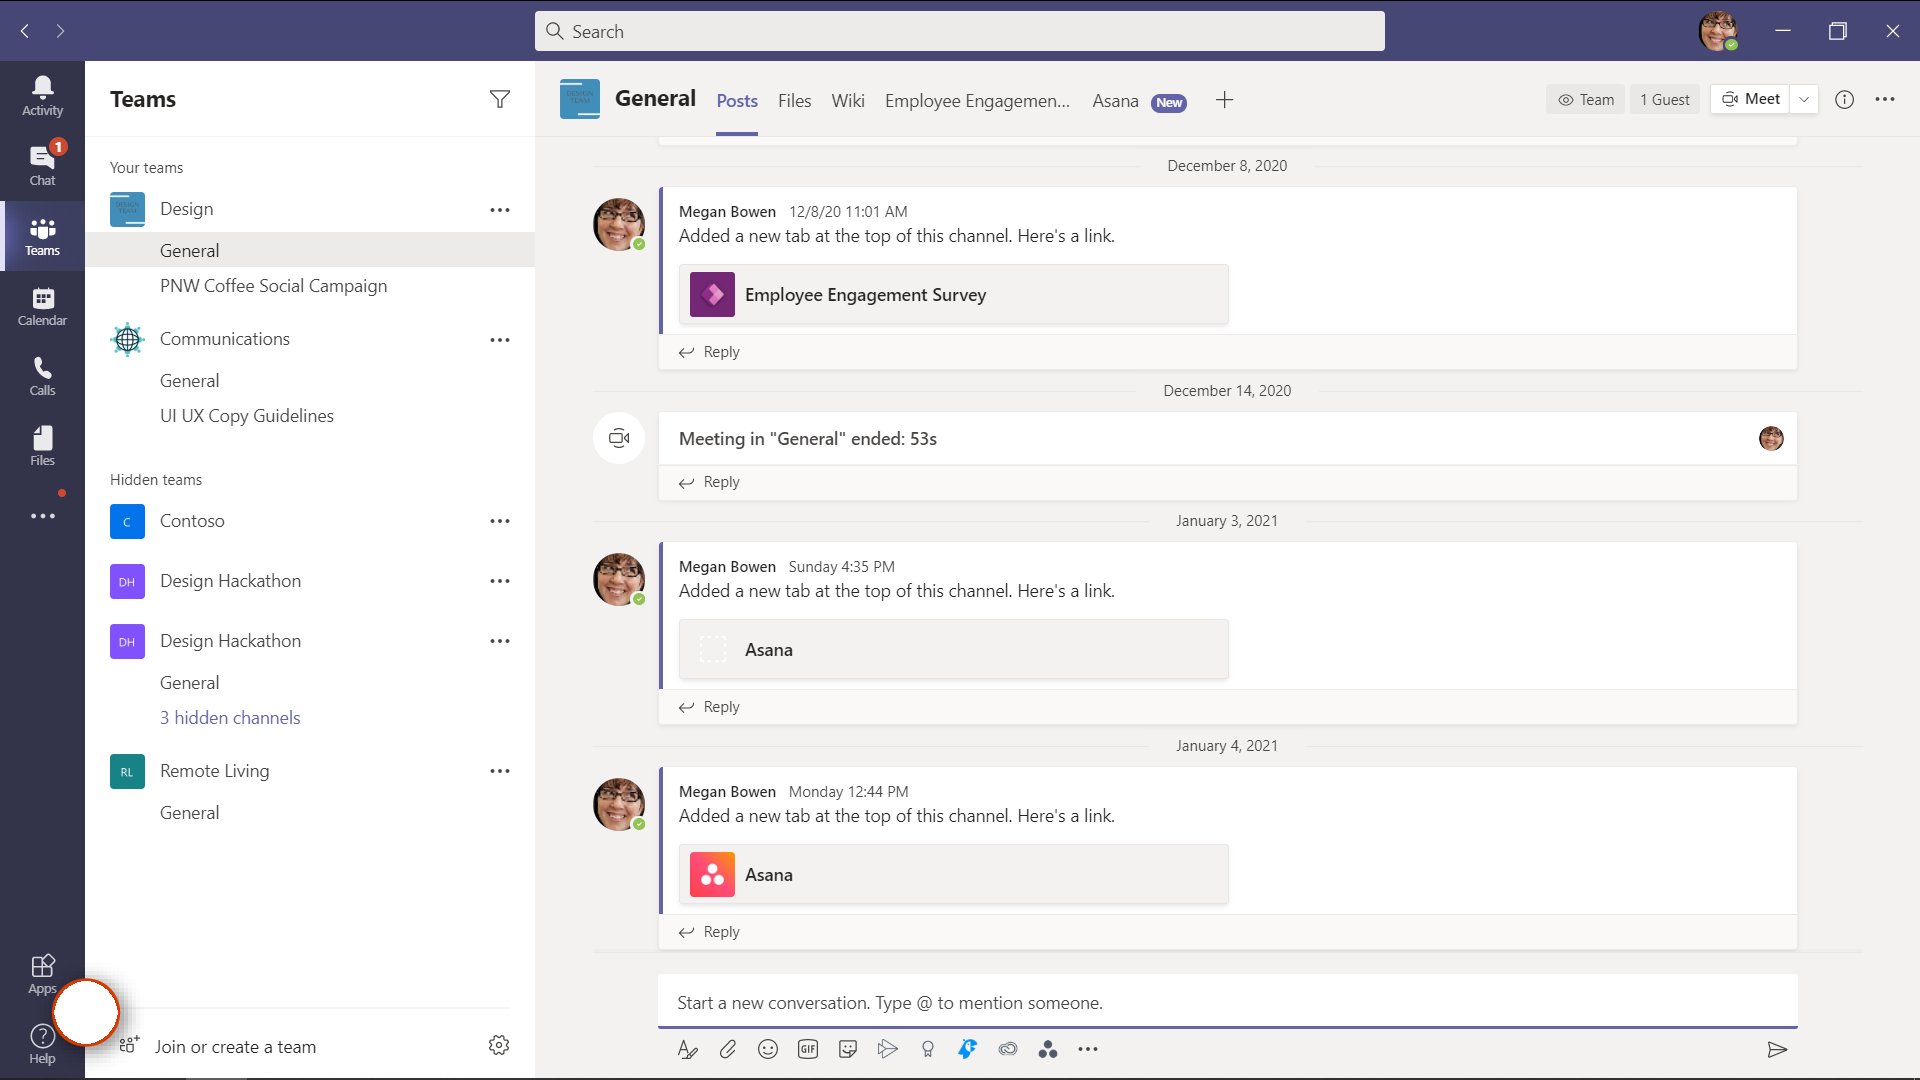 Search
Activity
1
Chat
Teams
Calendar
Calls
Files
Apps
Help
Teams
Your teams
Design
General
PNW Coffee Social Campaign
Communications
General
UI UX Copy Guidelines
Hidden teams
C Contoso
DH Design Hackathon
DH Design Hackathon
General
3 hidden channels
RL Remote Living
General
Join or create a team
DESIGN TEAM
General Posts Files Wiki Employee Engagemen... Asana New
Team 1 Guest Meet
December 8, 2020
Megan Bowen 12/8/20 11:01 AM
Added a new tab at the top of this channel. Here's a link.
Employee Engagement Survey
Reply
December 14, 2020
Meeting in "General" ended: 53s
Reply
January 3, 2021
Megan Bowen Sunday 4:35 PM
Added a new tab at the top of this channel. Here's a link.
Asana
Reply
January 4, 2021
Megan Bowen Monday 12:44 PM
Added a new tab at the top of this channel. Here's a link.
Asana
Reply
Start a new conversation. Type @ to mention someone.
GIF